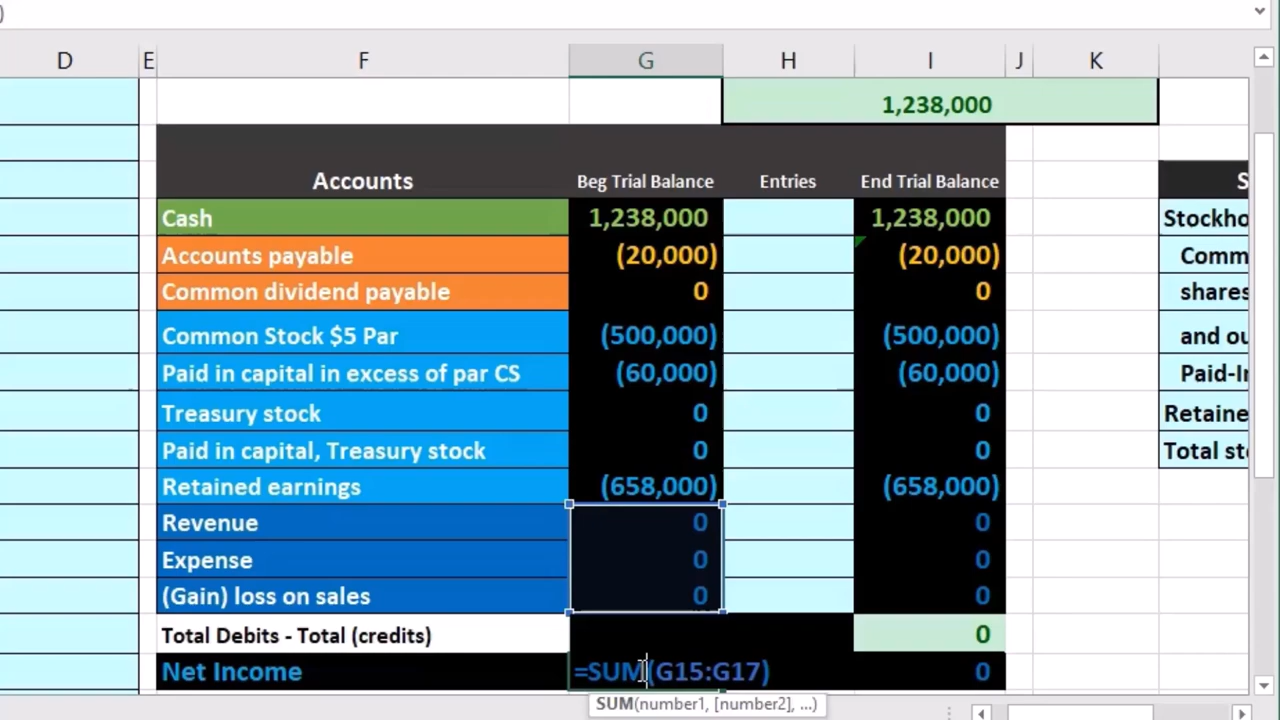 )
D E F G H I J K
1,238,000
Accounts Beg Trial Balance Entries End Trial Balance S
Cash 1,238,000 1,238,000 Stockho
Accounts payable (20,000) (20,000) Comm
Common dividend payable 0 0 shares
Common Stock $5 Par (500,000) (500,000) and ou
Paid in capital in excess of par CS (60,000) (60,000) Paid-In
Treasury stock 0 0 Retaine
Paid in capital, Treasury stock 0 0 Total sto
Retained earnings (658,000) (658,000)
Revenue 0 0
Expense 0 0
(Gain) loss on sales 0 0
Total Debits - Total (credits) 0
Net Income =SUM(G15:G17) 0
SUM(number1, [number2], ...)